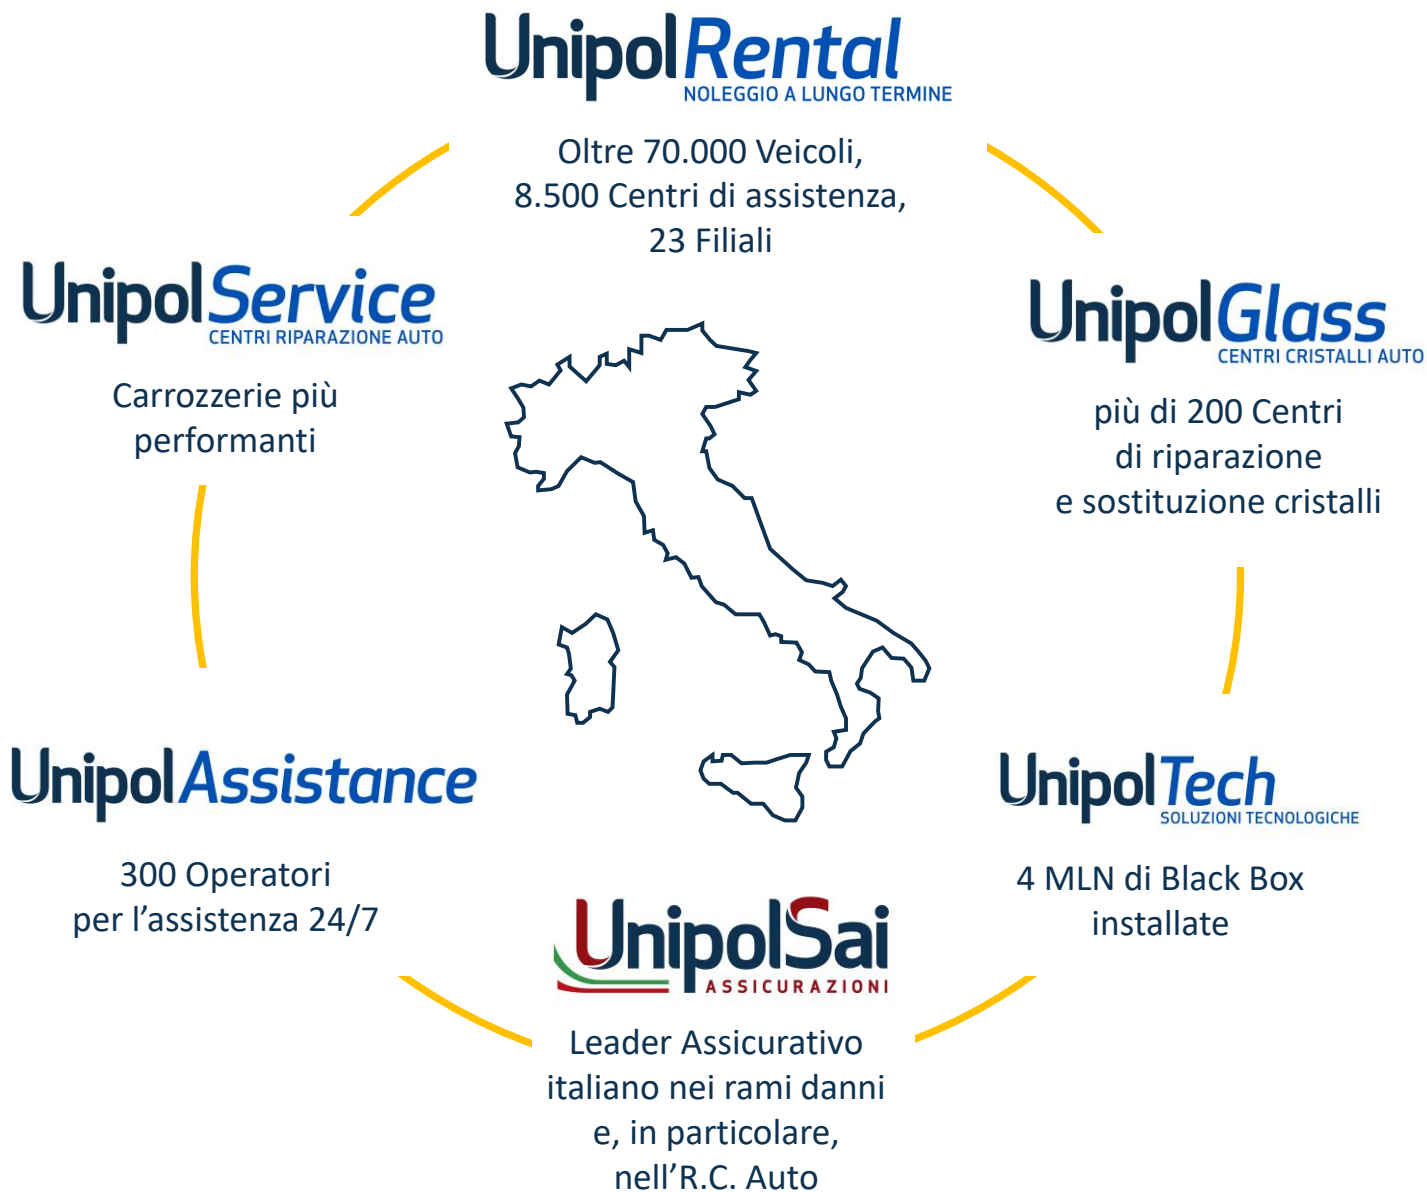 UnipolRental
NOLEGGIO A LUNGO TERMINE
Oltre 70.000 Veicoli,
8.500 Centri di assistenza,
23 Filiali
UnipolService
CENTRI RIPARAZIONE AUTO
Carrozzerie più
performanti
UnipolGlass
CENTRI CRISTALLI AUTO
più di 200 Centri
di riparazione
e sostituzione cristalli
UnipolAssistance
300 Operatori
per l’assistenza 24/7
UnipolTech
SOLUZIONI TECNOLOGICHE
4 MLN di Black Box
installate
UnipolSai
ASSICURAZIONI
Leader Assicurativo
italiano nei rami danni
e, in particolare,
nell’R.C. Auto